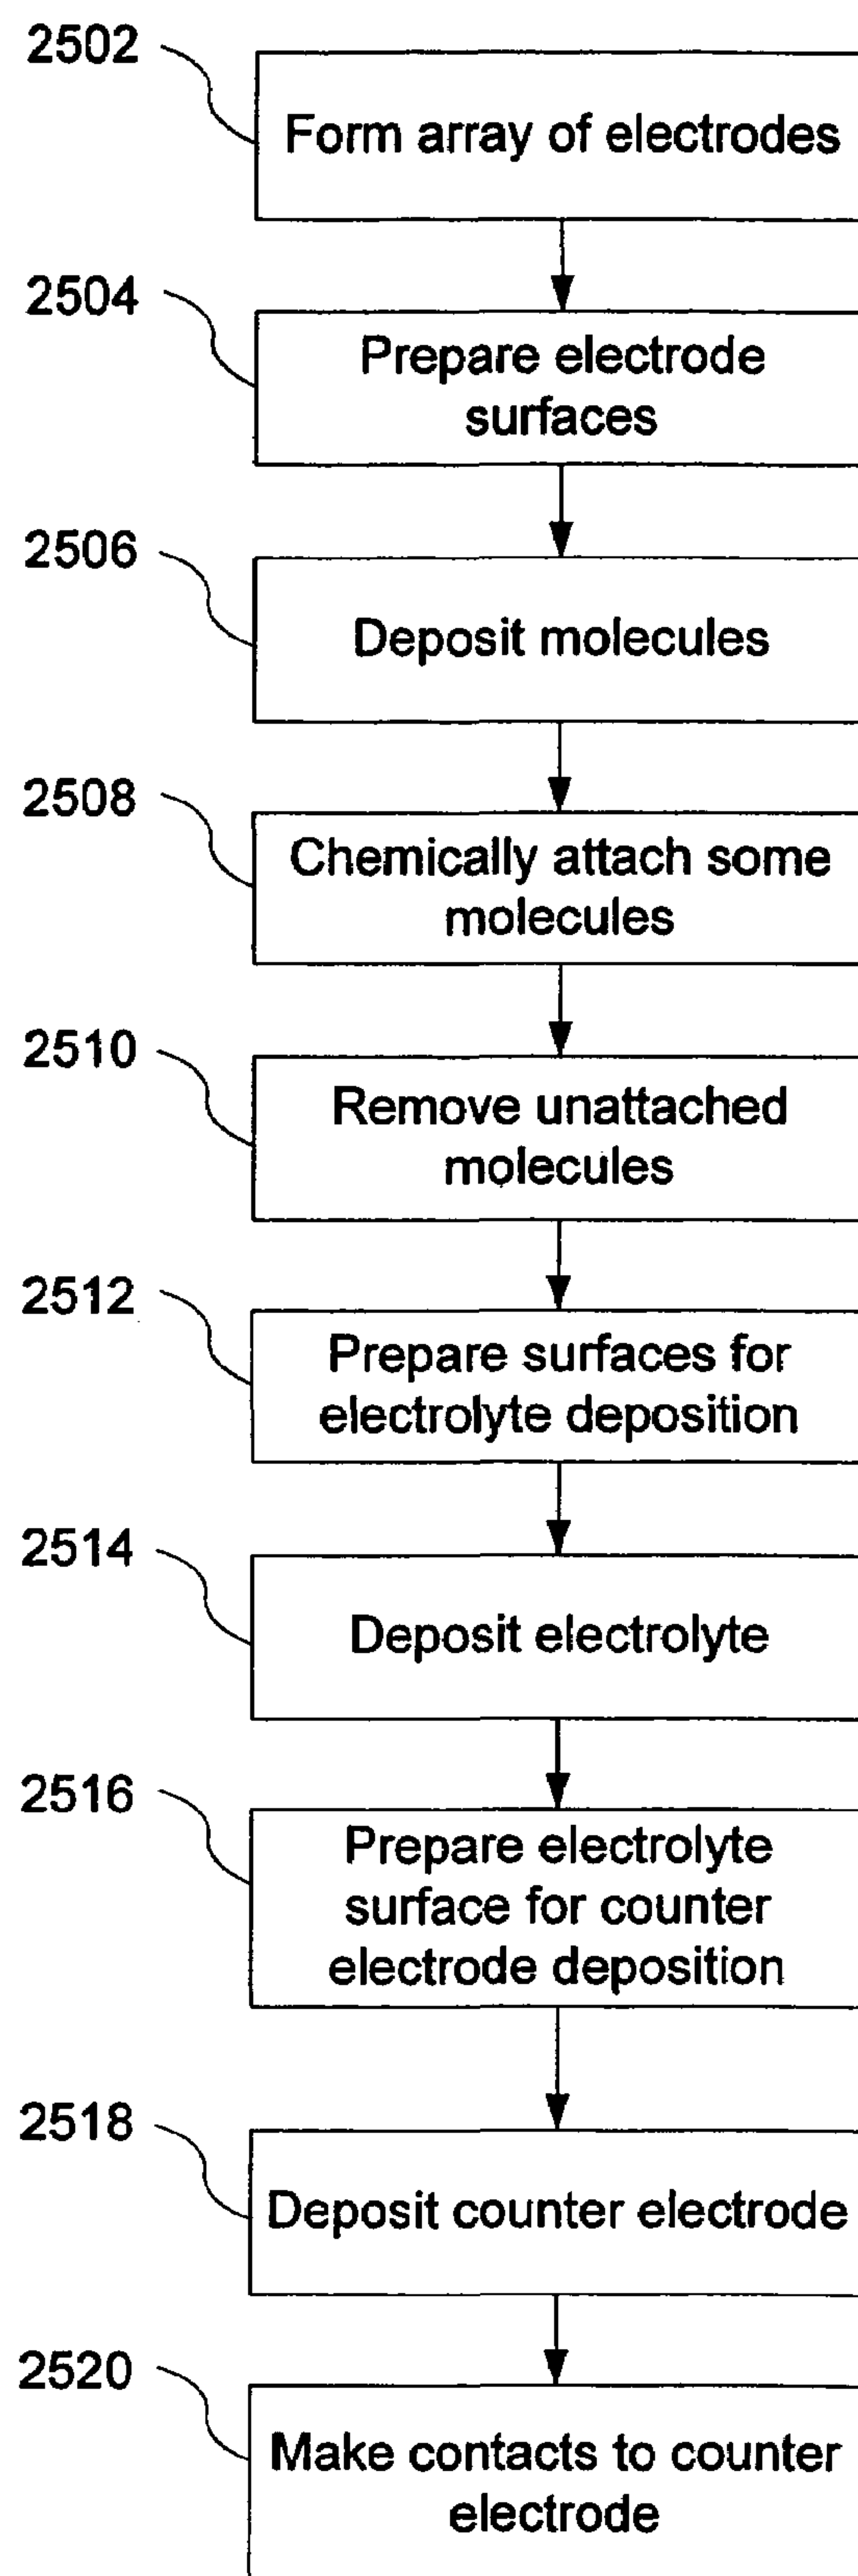 2502
Form array of electrodes
2504
Prepare electrode
surfaces
2506
Deposit molecules
2508
Chemically attach some
molecules
2510
Remove unattached
molecules
2512
Prepare surfaces for
electrolyte deposition
2514
Deposit electrolyte
2516
Prepare electrolyte
surface for counter
electrode deposition
2518
Deposit counter electrode
2520
Make contacts to counter
electrode